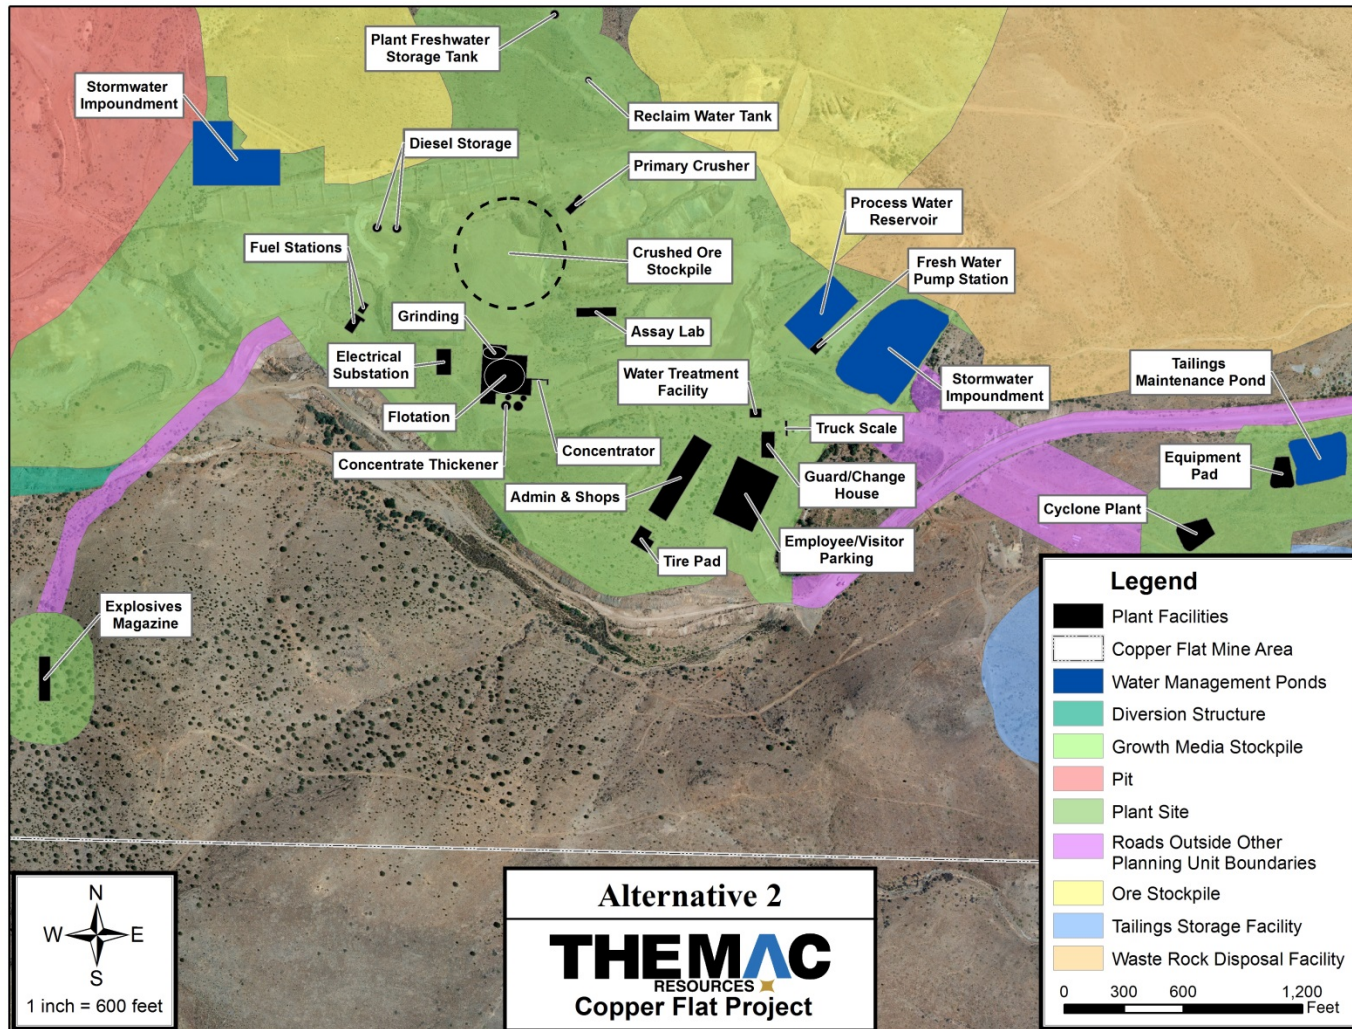 Plant Freshwater
Storage Tank
Stormwater
Impoundment
Reclaim Water Tank
Diesel Storage
Primary Crusher
Process Water
Reservoir
Fuel Stations
Crushed Ore
Stockpile
Fresh Water
Pump Station
Grinding
Assay Lab
Electrical
Substation
Water Treatment
Facility
Stormwater
Impoundment
Tailings
Maintenance Pond
Flotation
Truck Scale
Concentrator
Concentrate Thickener
Admin & Shops
Guard/Change
House
Equipment
Pad
Cyclone Plant
Employee/Visitor
Parking
Tire Pad
Explosives
Magazine
Legend
Plant Facilities
Copper Flat Mine Area
Water Management Ponds
Diversion Structure
Growth Media Stockpile
Pit
Plant Site
Roads Outside Other
Planning Unit Boundaries
Ore Stockpile
Tailings Storage Facility
Waste Rock Disposal Facility
0 300 600 1,200
Feet
N
W E
S
1 inch = 600 feet
Alternative 2
THEMAC
RESOURCES
Copper Flat Project